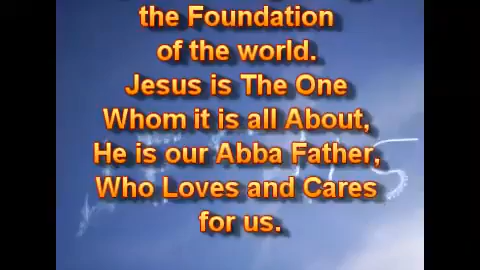 the Foundation
of the world.
Jesus is The One
Whom it is all About,
He is our Abba Father,
Who Loves and Cares
for us.